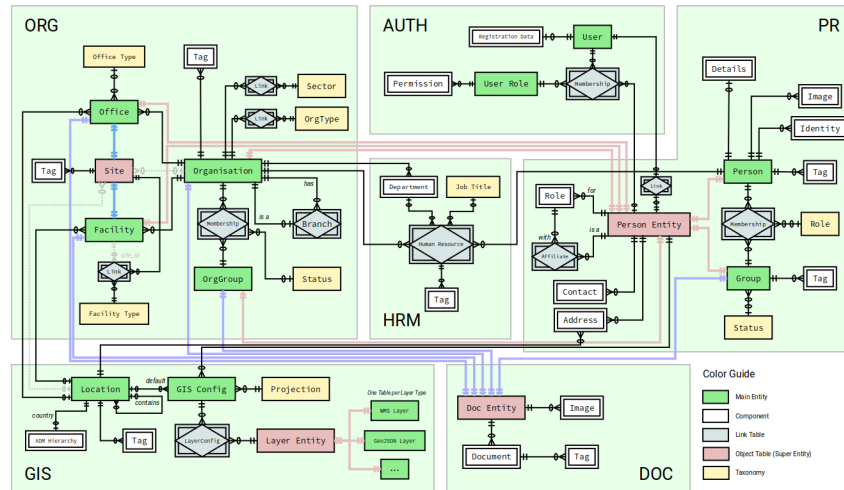 ORG
AUTH
PR
Office Type
Tag
Registration Data
User
Details
Link
Sector
Permission
User Role
Membership
Image
Office
Link
OrgType
Identity
Tag
Site
Organisation
has
Department
Job Title
Role
for
Link
Person
Tag
Facility
Membership
is a
Branch
Human Resource
with
is a
Person Entity
Membership
Role
site_id
Link
OrgGroup
Status
Affiliase
Contact
Group
Tag
Facility Type
Tag
HRM
Address
Status
Location
default
GIS Config
Projection
One Table per Layer Type
WMS Layer
contains
country
ADM Hierarchy
Tag
LayerConfig
Layer Entity
GeoJSON Layer
...
GIS
Doc Entity
Image
Document
Tag
DOC
Color Guide
Main Entity
Component
Link Table
Object Table (Super Entity)
Taxonomy